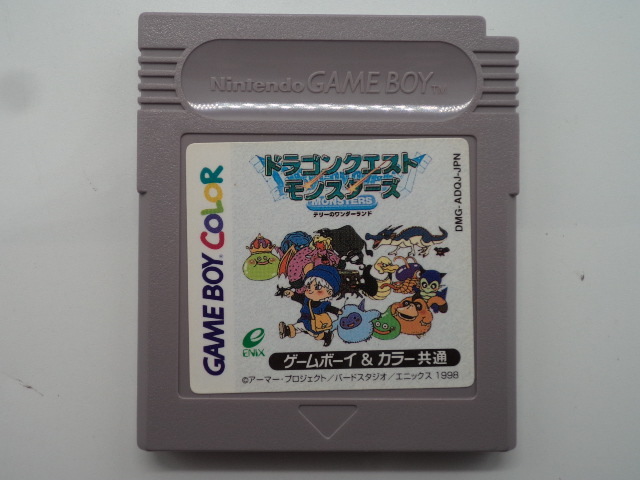 Nintendo GAME BOY TM
GAME BOY COLOR
ドラゴンクエスト
モンスターズ
MONSTERS
テリーのワンダーランド
DMG-ADQJ-JPN
ENIX
ゲームボーイ & カラー共通
©アーマー・プロジェクト/バードスタジオ/エニックス 1998